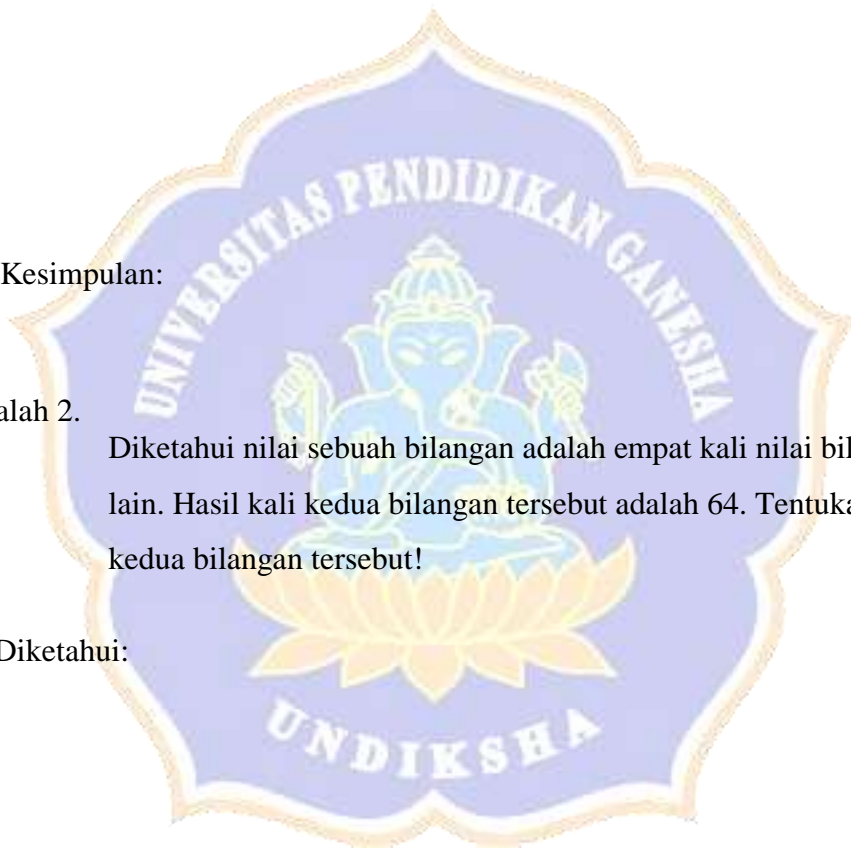 UNIVERSITAS PENDIDIKAN GANESHA
Kesimpulan:
alah 2.
Diketahui nilai sebuah bilangan adalah empat kali nilai bil
lain. Hasil kali kedua bilangan tersebut adalah 64. Tentuka
kedua bilangan tersebut!
Diketahui:
UNDIKSHA